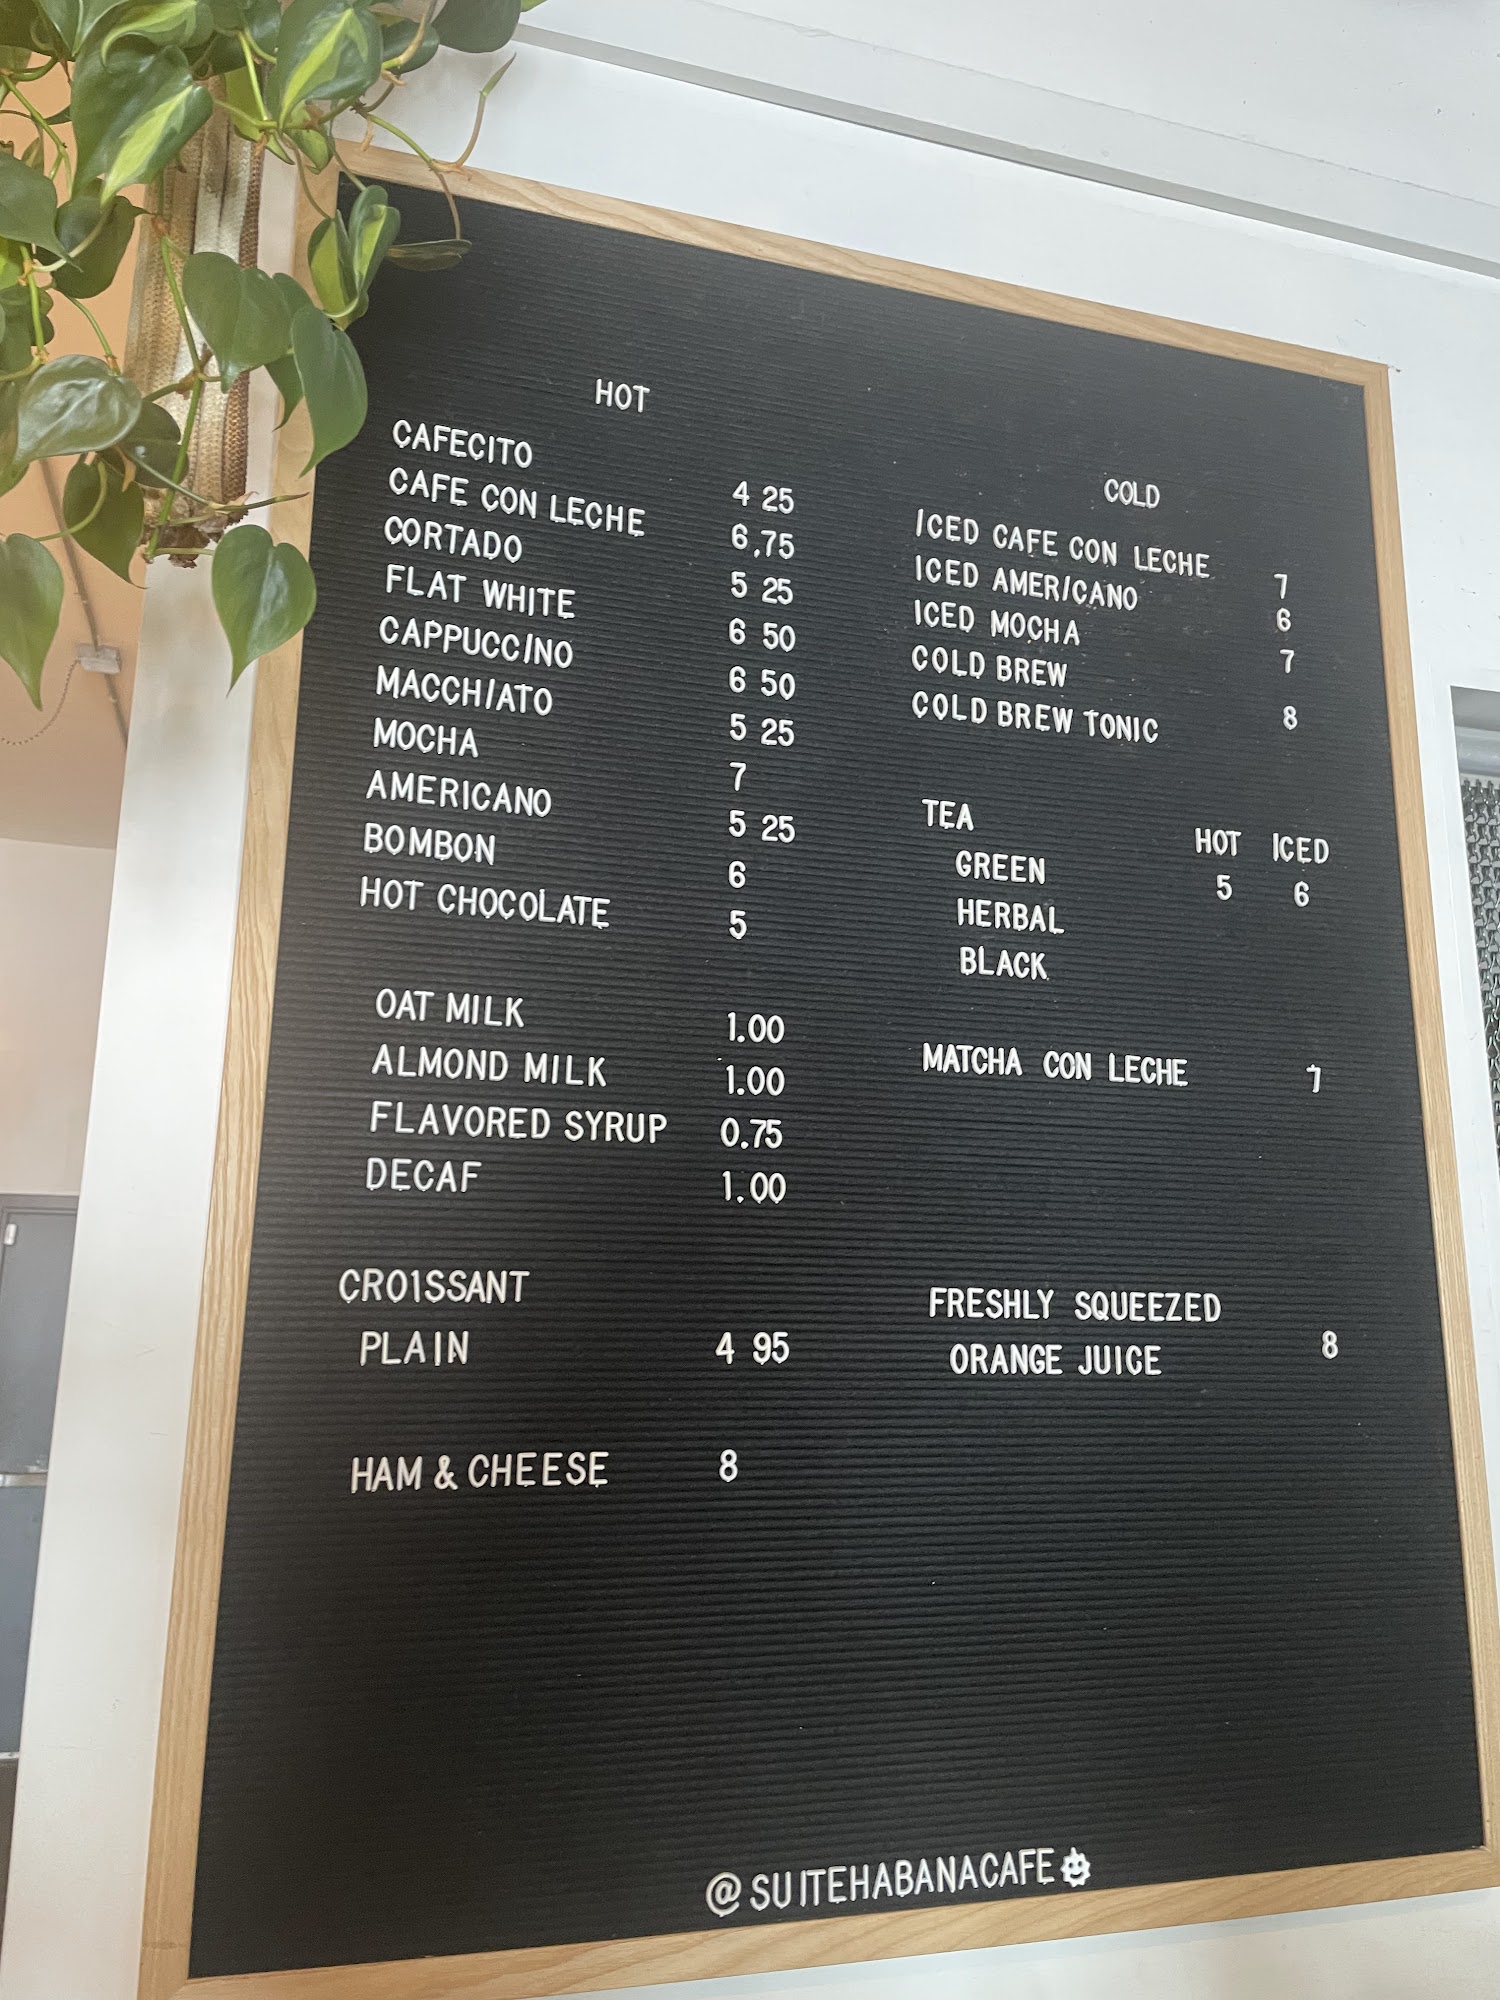 HOT
CAFECITO 4 25
CAFE CON LECHE 6.75
CORTADO 5 25
FLAT WHITE 6 50
CAPPUCCINO 6 50
MACCHIATO 5 25
MOCHA 7
AMERICANO 5 25
BOMBON 6
HOT CHOCOLATE 5
OAT MILK 1.00
ALMOND MILK 1.00
FLAVORED SYRUP 0.75
DECAF 1.00
CROISSANT
PLAIN 4 95
HAM & CHEESE 8
COLD
ICED CAFE CON LECHE 7
ICED AMERICANO 6
ICED MOCHA 7
COLD BREW 8
COLD BREW TONIC
TEA HOT ICED
GREEN 5 6
HERBAL
BLACK
MATCHA CON LECHE 7
FRESHLY SQUEEZED
ORANGE JUICE 8
@SUITEHABANACAFE